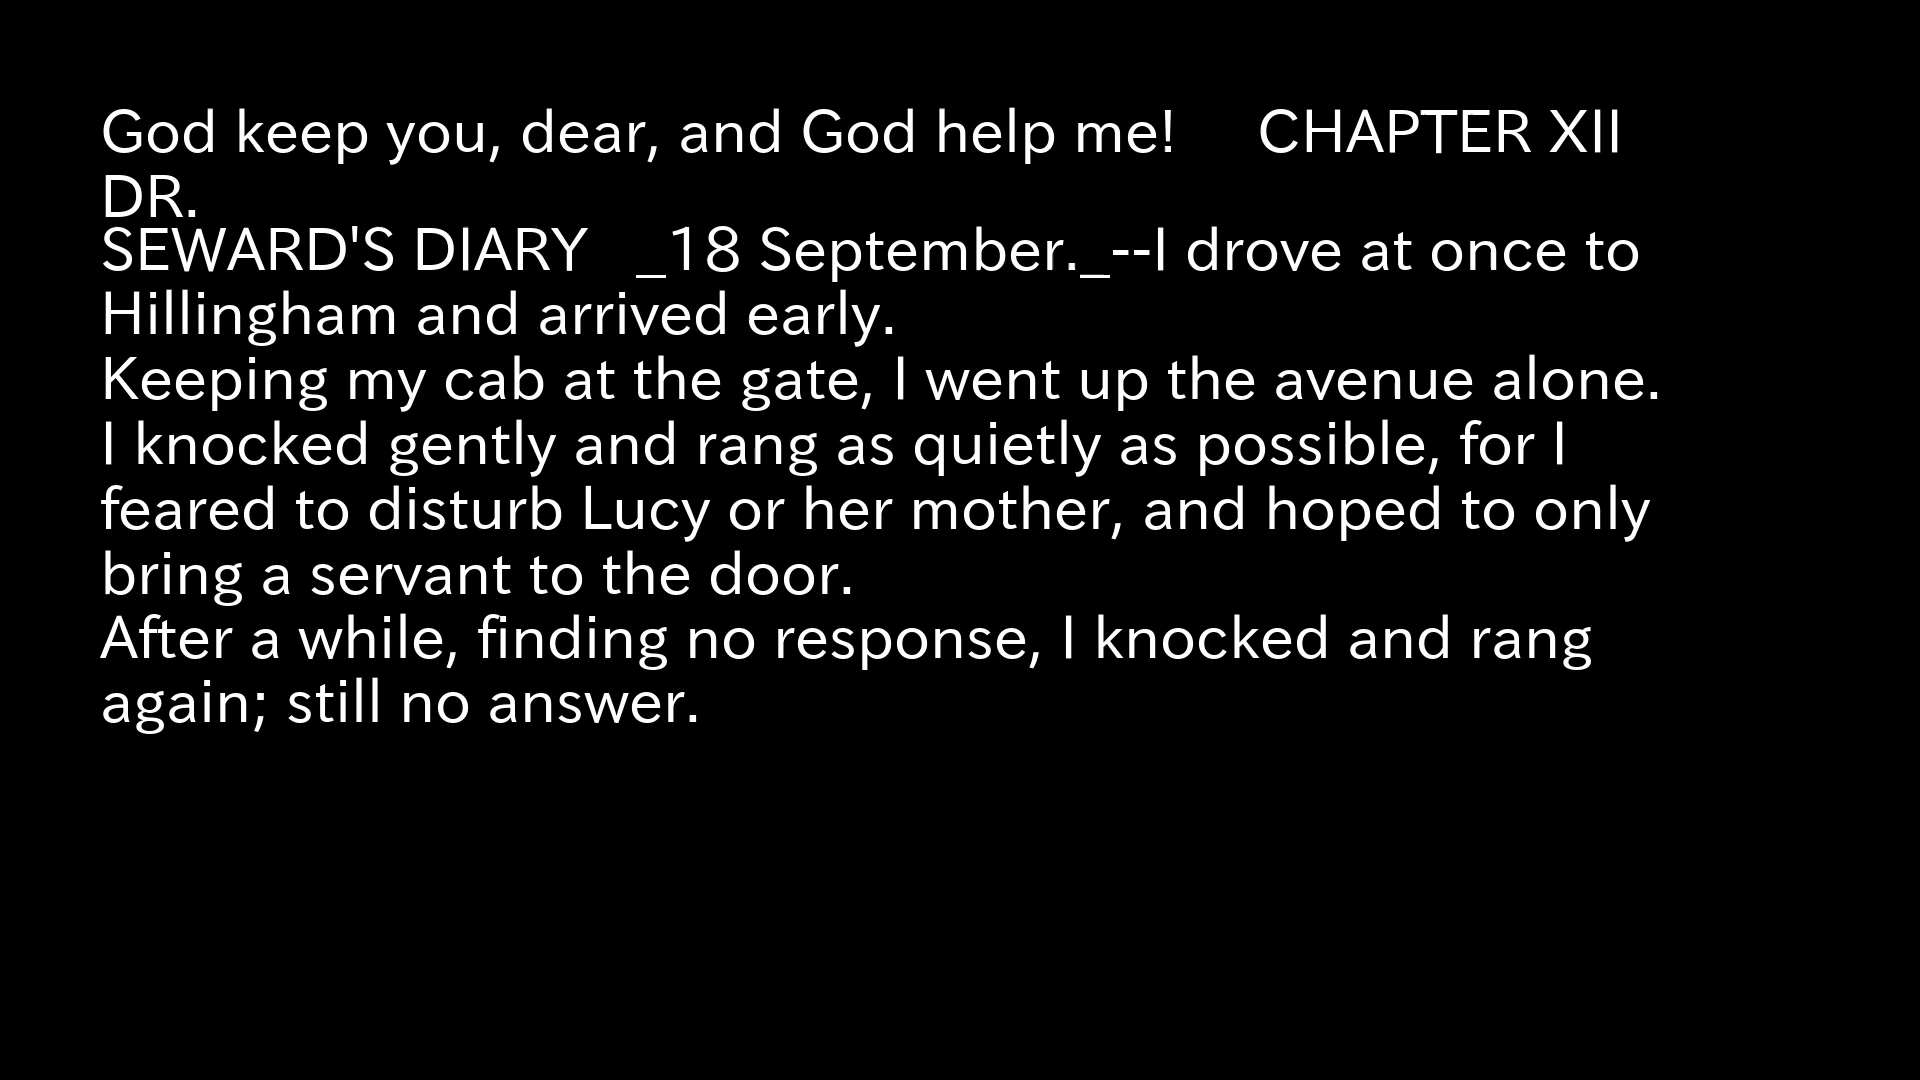 God keep you, dear, and God help me!     CHAPTER XII
DR.
SEWARD'S DIARY   _18 September._--I drove at once to
Hillingham and arrived early.
Keeping my cab at the gate, I went up the avenue alone.
I knocked gently and rang as quietly as possible, for I
feared to disturb Lucy or her mother, and hoped to only
bring a servant to the door.
After a while, finding no response, I knocked and rang
again; still no answer.